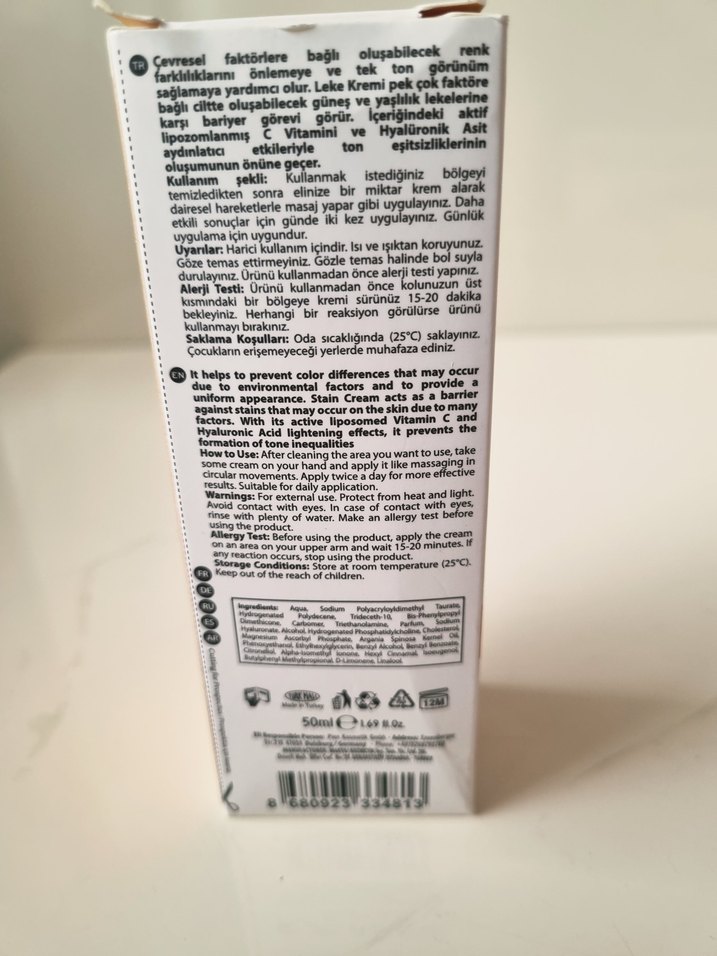 TR Çevresel faktörlere bağlı oluşabilecek renk
farklılıklarını önlemeye ve tek ton görünüm
sağlamaya yardımcı olur. Leke Kremi pek çok faktöre
bağlı ciltte oluşabilecek güneş ve yaşlılık lekelerine
karşı bariyer görevi görür. İçeriğindeki aktif
lipozomlanmış C Vitamini ve Hyalüronik Asit
aydınlatıcı etkileriyle ton eşitsizliklerinin
oluşumunun önüne geçer.
Kullanım şekli: Kullanmak istediğiniz bölgeyi
temizledikten sonra elinize bir miktar krem alarak
dairesel hareketlerle masaj yapar gibi uygulayınız. Daha
etkili sonuçlar için günde iki kez uygulayınız. Günlük
uygulama için uygundur.
Uyarılar: Harici kullanım içindir. Isı ve ışıktan koruyunuz.
Göze temas ettirmeyiniz. Gözle temas halinde bol suyla
durulayınız. Ürünü kullanmadan önce alerji testi yapınız.
Alerji Testi: Ürünü kullanmadan önce kolunuzun üst
kısmındaki bir bölgeye kremi sürünüz 15-20 dakika
bekleyiniz. Herhangi bir reaksiyon görülürse ürünü
kullanmayı bırakınız.
Saklama Koşulları: Oda sıcaklığında (25°C) saklayınız.
Çocukların erişemeyeceği yerlerde muhafaza ediniz.
EN It helps to prevent color differences that may occur
due to environmental factors and to provide a
uniform appearance. Stain Cream acts as a barrier
against stains that may occur on the skin due to many
factors. With its active liposomed Vitamin C and
Hyaluronic Acid lightening effects, it prevents the
formation of tone inequalities
How to Use: After cleaning the area you want to use, take
some cream on your hand and apply it like massaging in
circular movements. Apply twice a day for more effective
results. Suitable for daily application.
Warnings: For external use. Protect from heat and light.
Avoid contact with eyes. In case of contact with eyes,
rinse with plenty of water. Make an allergy test before
using the product.
Allergy Test: Before using the product, apply the cream
on an area on your upper arm and wait 15-20 minutes. If
any reaction occurs, stop using the product.
Storage Conditions: Store at room temperature (25°C).
Keep out of the reach of children.
FR
DE
RU
ES
AR
Ingredients: Aqua, Sodium Polyacryloyldimethyl Taurate,
Hydrogenated Polydecene, Trideceth-10, Bis-Phenylpropyl
Dimethicone, Carbomer, Triethanolamine, Parfum, Sodium
Hyaluronate, Alcohol, Hydrogenated Phosphatidylcholine, Cholesterol,
Magnesium Ascorbyl Phosphate, Argania Spinosa Kernel Oil,
Phenoxyethanol, Ethylhexylglycerin, Benzyl Alcohol, Benzyl Benzoate,
Citronellol, Alpha-Isomethyl Ionone, Hexyl Cinnamal, Isoeugenol,
Butylphenyl Methylpropional, D-Limonene, Linalool.
Made in Turkey
12M
50ml 1.69 fl.oz.
8 680923 334813